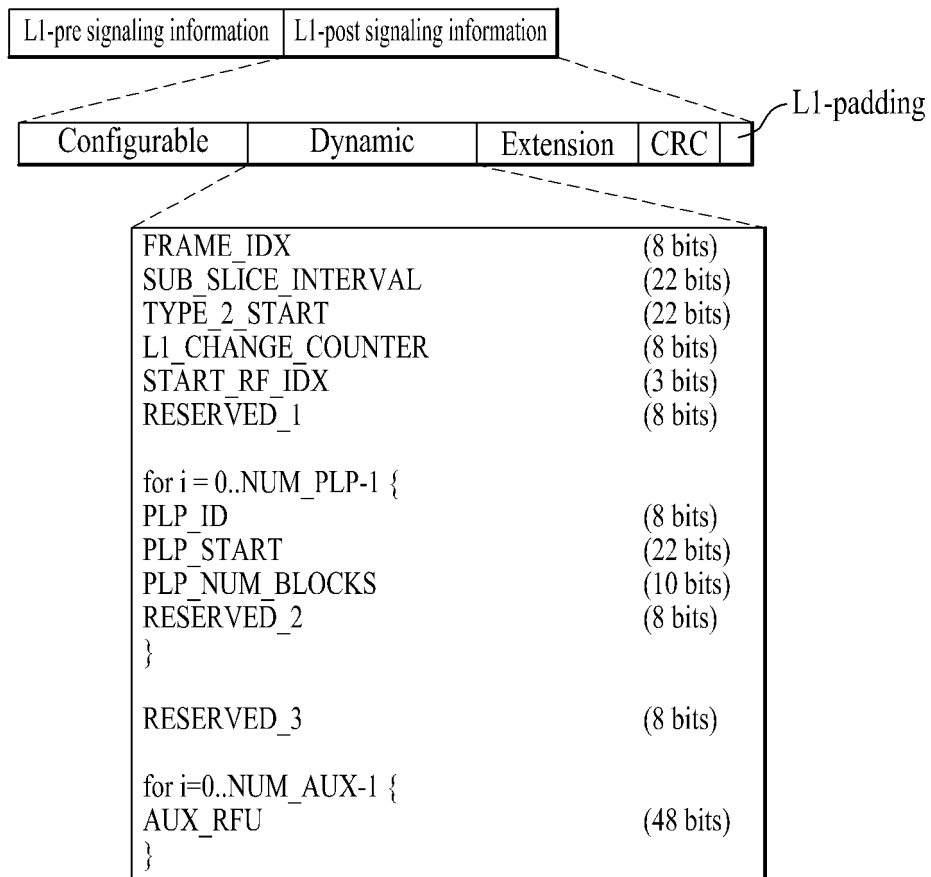 L1-pre signaling information L1-post signaling information
L1-padding
Configurable Dynamic Extension CRC
FRAME_IDX (8 bits)
SUB_SLICE_INTERVAL (22 bits)
TYPE_2_START (22 bits)
L1_CHANGE_COUNTER (8 bits)
START_RF_IDX (3 bits)
RESERVED_1 (8 bits)
for i = 0..NUM_PLP-1 {
PLP_ID (8 bits)
PLP_START (22 bits)
PLP_NUM_BLOCKS (10 bits)
RESERVED_2 (8 bits)
}
RESERVED_3 (8 bits)
for i=0..NUM_AUX-1 {
AUX_RFU (48 bits)
}